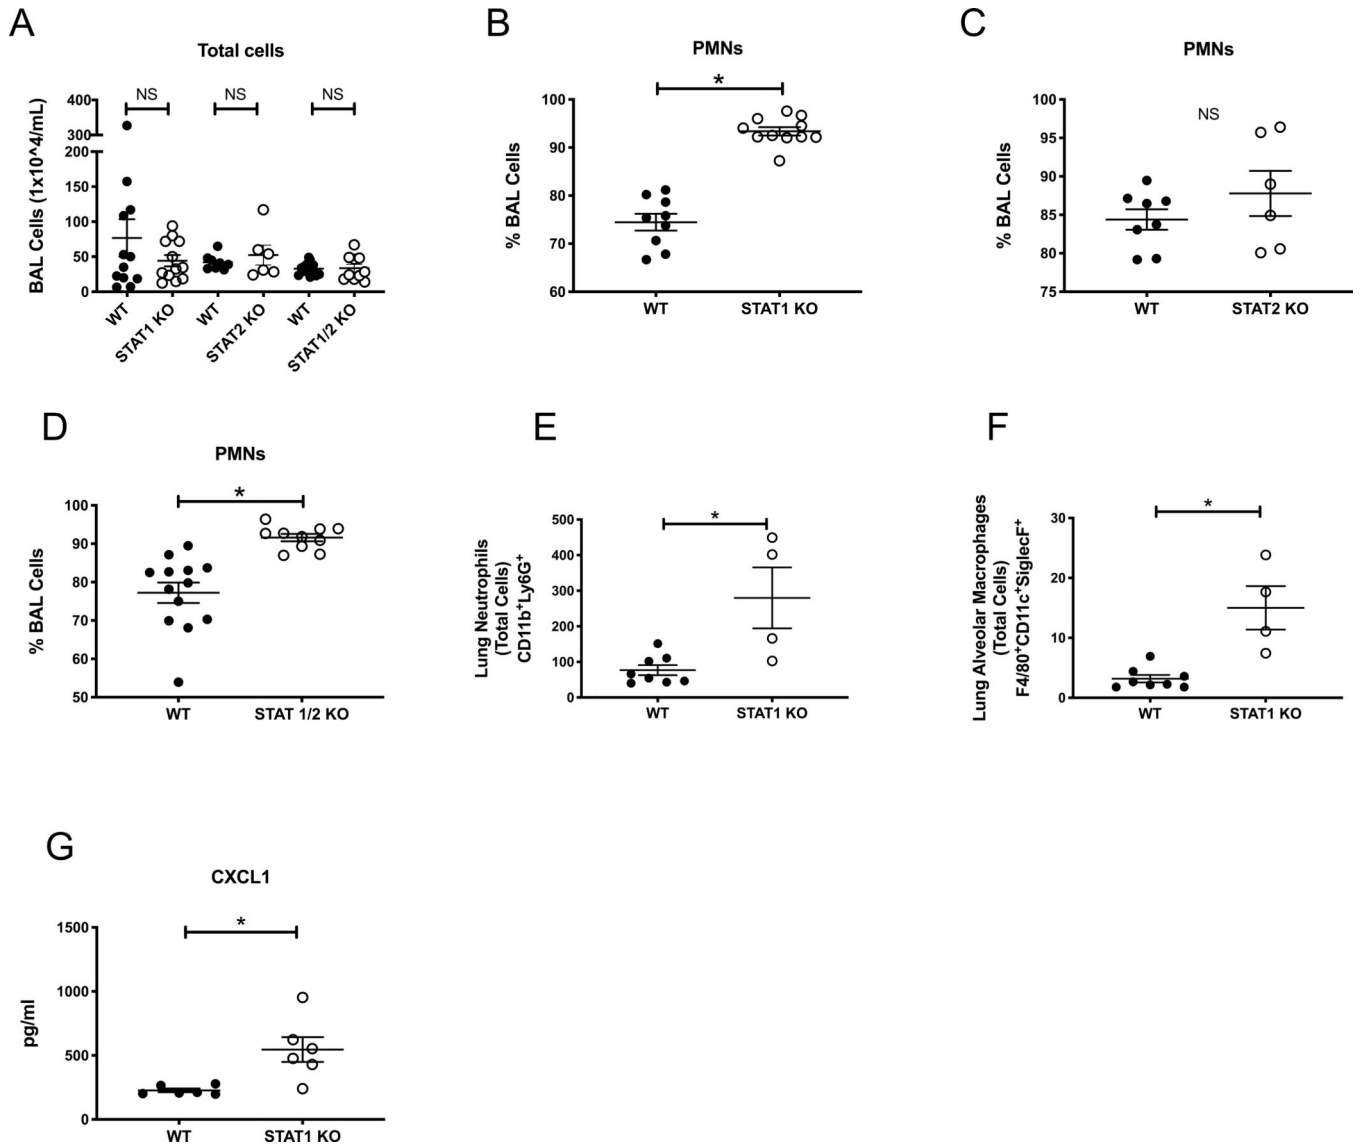 A
Total cells
NS
NS
NS
BAL Cells (1x10^4/mL)
400
300
200
150
100
50
0
WT
STAT1 KO
WT
STAT2 KO
WT
STAT1/2 KO
B
PMNs
*
% BAL Cells
100
90
80
70
60
WT
STAT1 KO
C
PMNs
NS
% BAL Cells
100
95
90
85
80
75
WT
STAT2 KO
D
PMNs
*
% BAL Cells
100
90
80
70
60
50
WT
STAT 1/2 KO
E
*
Lung Neutrophils
(Total Cells)
CD11b⁺Ly6G⁺
500
400
300
200
100
0
WT
STAT1 KO
F
*
Lung Alveolar Macrophages
(Total Cells)
F4/80⁺CD11c⁺SiglecF⁺
30
20
10
0
WT
STAT1 KO
G
CXCL1
*
pg/ml
1500
1000
500
0
WT
STAT1 KO